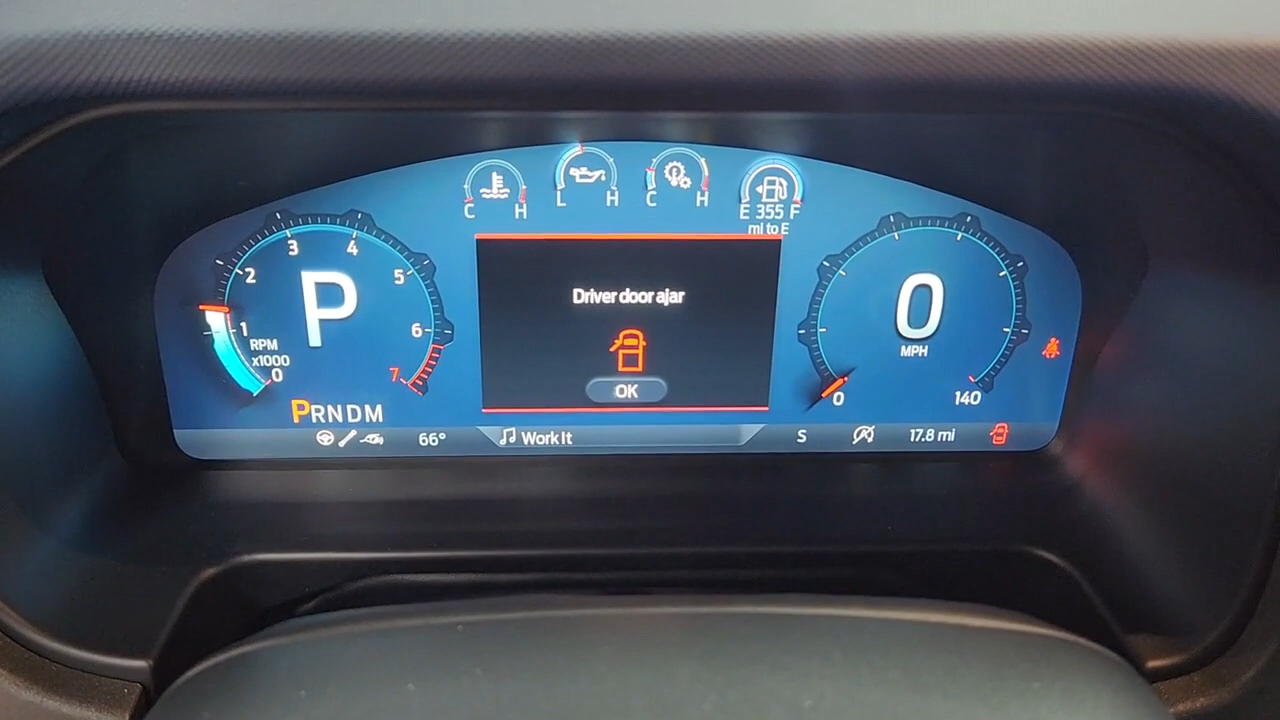 C H
L H
C H
E 355 F
mi to E
0
1
2
3
4
5
6
7
P
RPM
x1000
PRNDM
Driver door ajar
OK
0
MPH
0
140
66°
Work It
S
17.8 mi